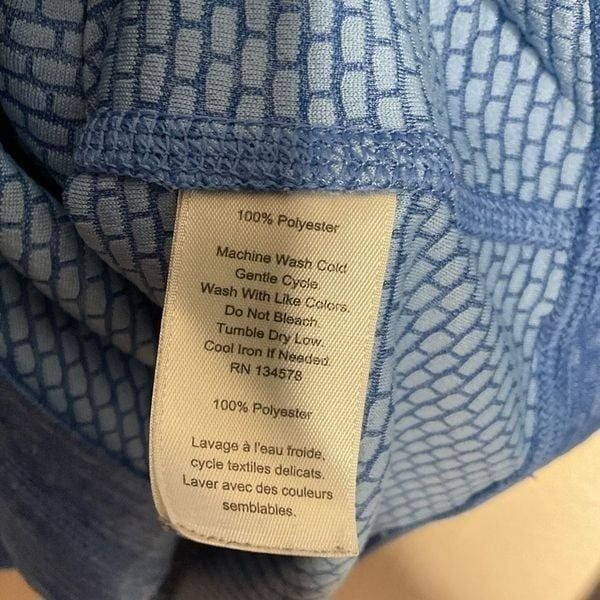 100% Polyester
Machine Wash Cold
Gentle Cycle.
Wash With Like Colors.
Do Not Bleach.
Tumble Dry Low.
Cool Iron If Needed.
RN 134578
100% Polyester
Lavage à l'eau froide,
cycle textiles delicats.
Laver avec des couleurs
semblables.